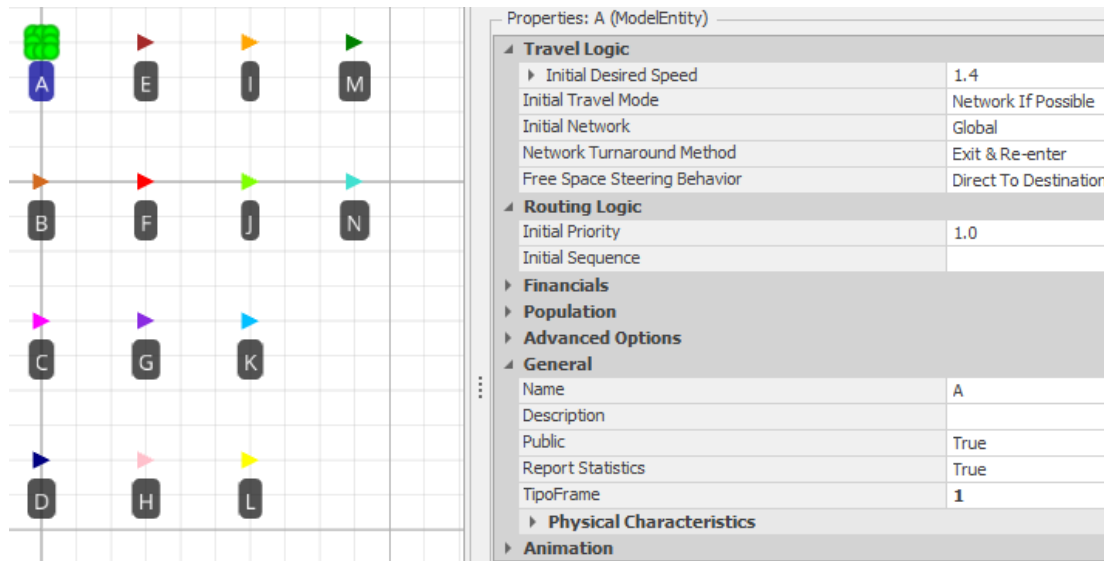 A E I M
B F J N
C G K
D H L
Properties: A (ModelEntity)
Travel Logic
Initial Desired Speed 1.4
Initial Travel Mode Network If Possible
Initial Network Global
Network Turnaround Method Exit & Re-enter
Free Space Steering Behavior Direct To Destination
Routing Logic
Initial Priority 1.0
Initial Sequence
Financials
Population
Advanced Options
General
Name A
Description
Public True
Report Statistics True
TipoFrame 1
Physical Characteristics
Animation